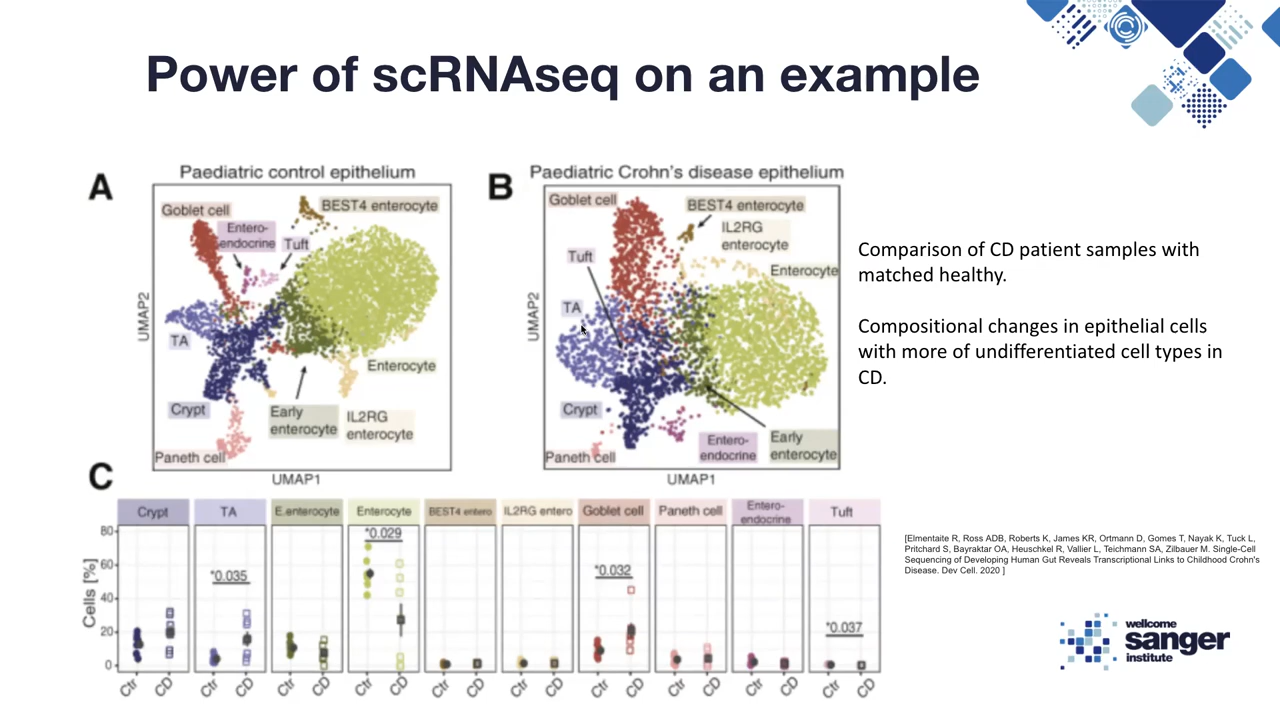 Power of scRNAseq on an example
A
Paediatric control epithelium
Goblet cell
BEST4 enterocyte
Entero-
endocrine
Tuft
UMAP2
TA
Enterocyte
Crypt
Early
enterocyte
IL2RG
enterocyte
Paneth cell
UMAP1
B
Paediatric Crohn's disease epithelium
Goblet cell
BEST4 enterocyte
IL2RG
enterocyte
Tuft
Enterocyte
UMAP2
TA
Crypt
Entero-
endocrine
Early
enterocyte
Paneth cell
UMAP1
Comparison of CD patient samples with
matched healthy.
Compositional changes in epithelial cells
with more of undifferentiated cell types in
CD.
C
Crypt
TA
E.enterocyte
Enterocyte
BEST4 entero
IL2RG entero
Goblet cell
Paneth cell
Entero-
endocrine
Tuft
Cells [%]
80
60
40
20
0
*0.035
*0.029
*0.032
*0.037
Ctr CD Ctr CD Ctr CD Ctr CD Ctr CD Ctr CD Ctr CD Ctr CD Ctr CD Ctr CD
[Elmentaite R, Ross ADB, Roberts K, James KR, Ortmann D, Gomes T, Nayak K, Tuck L,
Pritchard S, Bayraktar OA, Heuschkel R, Vallier L, Teichmann SA, Zilbauer M. Single-Cell
Sequencing of Developing Human Gut Reveals Transcriptional Links to Childhood Crohn's
Disease. Dev Cell. 2020 ]
wellcome
sanger
institute